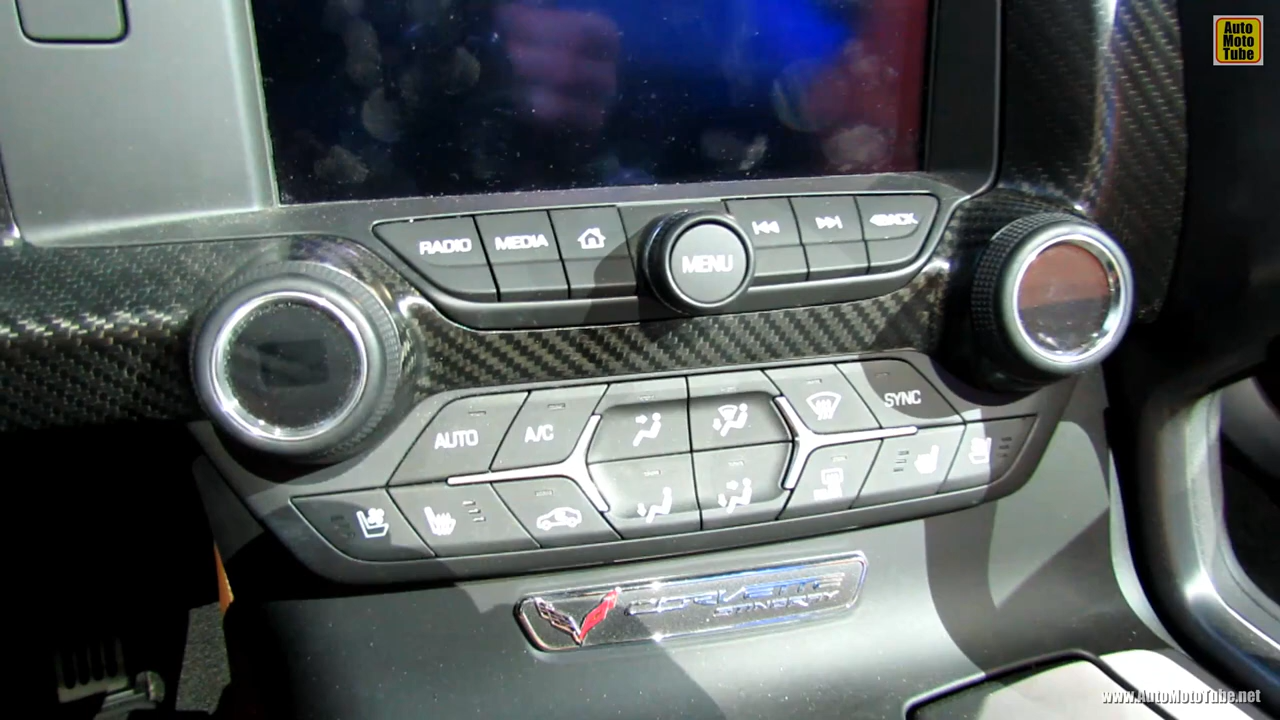 Auto
Moto
Tube
RADIO MEDIA MENU BACK
AUTO A/C SYNC
CORVETTE
STINGRAY
www.AutoMotoTube.net